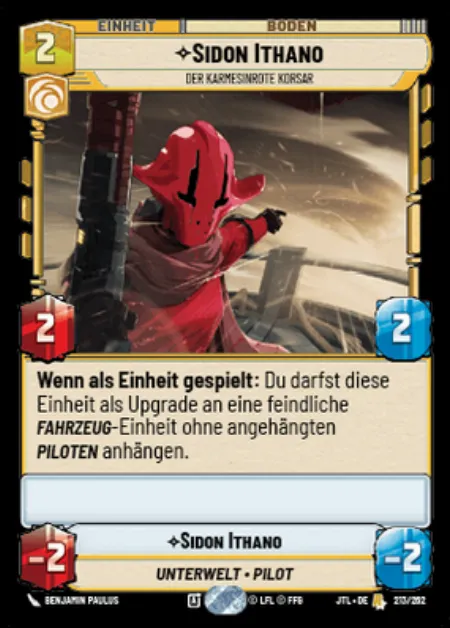 2
EINHEIT
BODEN
✧SIDON ITHANO
DER KARMESINROTE KORSAR
2
2
Wenn als Einheit gespielt: Du darfst diese
Einheit als Upgrade an eine feindliche
FAHRZEUG-Einheit ohne angehängten
PILOTEN anhängen.
-2
✧SIDON ITHANO
-2
UNTERWELT • PILOT
BENJAMIN PAULUS
A
© LFL © FFG
JTL • DE
213/262